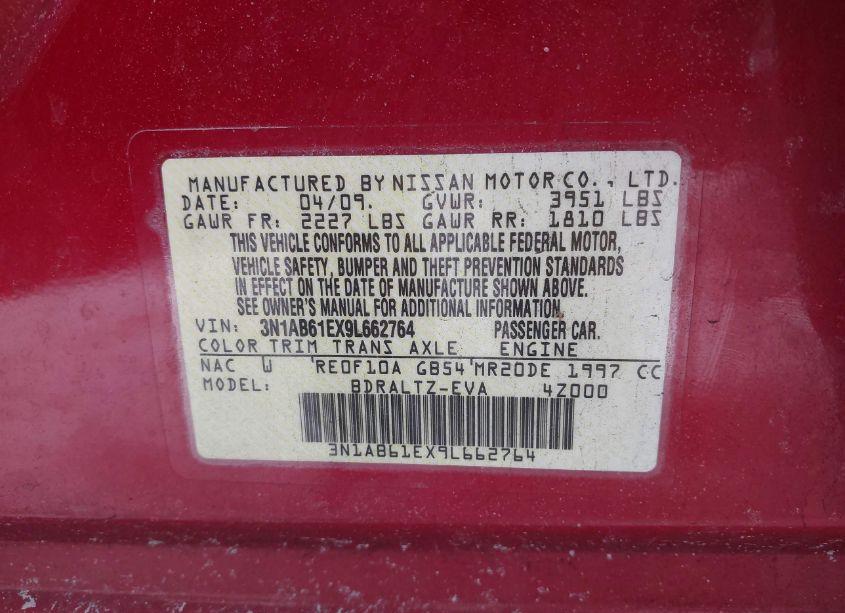 MANUFACTURED BY NISSAN MOTOR CO., LTD.
DATE: 04/09. GVWR: 3951 LBS
GAWR FR: 2227 LBS GAWR RR: 1810 LBS
THIS VEHICLE CONFORMS TO ALL APPLICABLE FEDERAL MOTOR,
VEHICLE SAFETY, BUMPER AND THEFT PREVENTION STANDARDS
IN EFFECT ON THE DATE OF MANUFACTURE SHOWN ABOVE.
SEE OWNER'S MANUAL FOR ADDITIONAL INFORMATION.
VIN: 3N1AB61EX9L662764 PASSENGER CAR.
COLOR TRIM TRANS AXLE ENGINE
NAC W 'RE0F10A GB54'MR20DE 1997 CC
MODEL: BDRALTZ-EVA 4Z000
3N1AB61EX9L662764